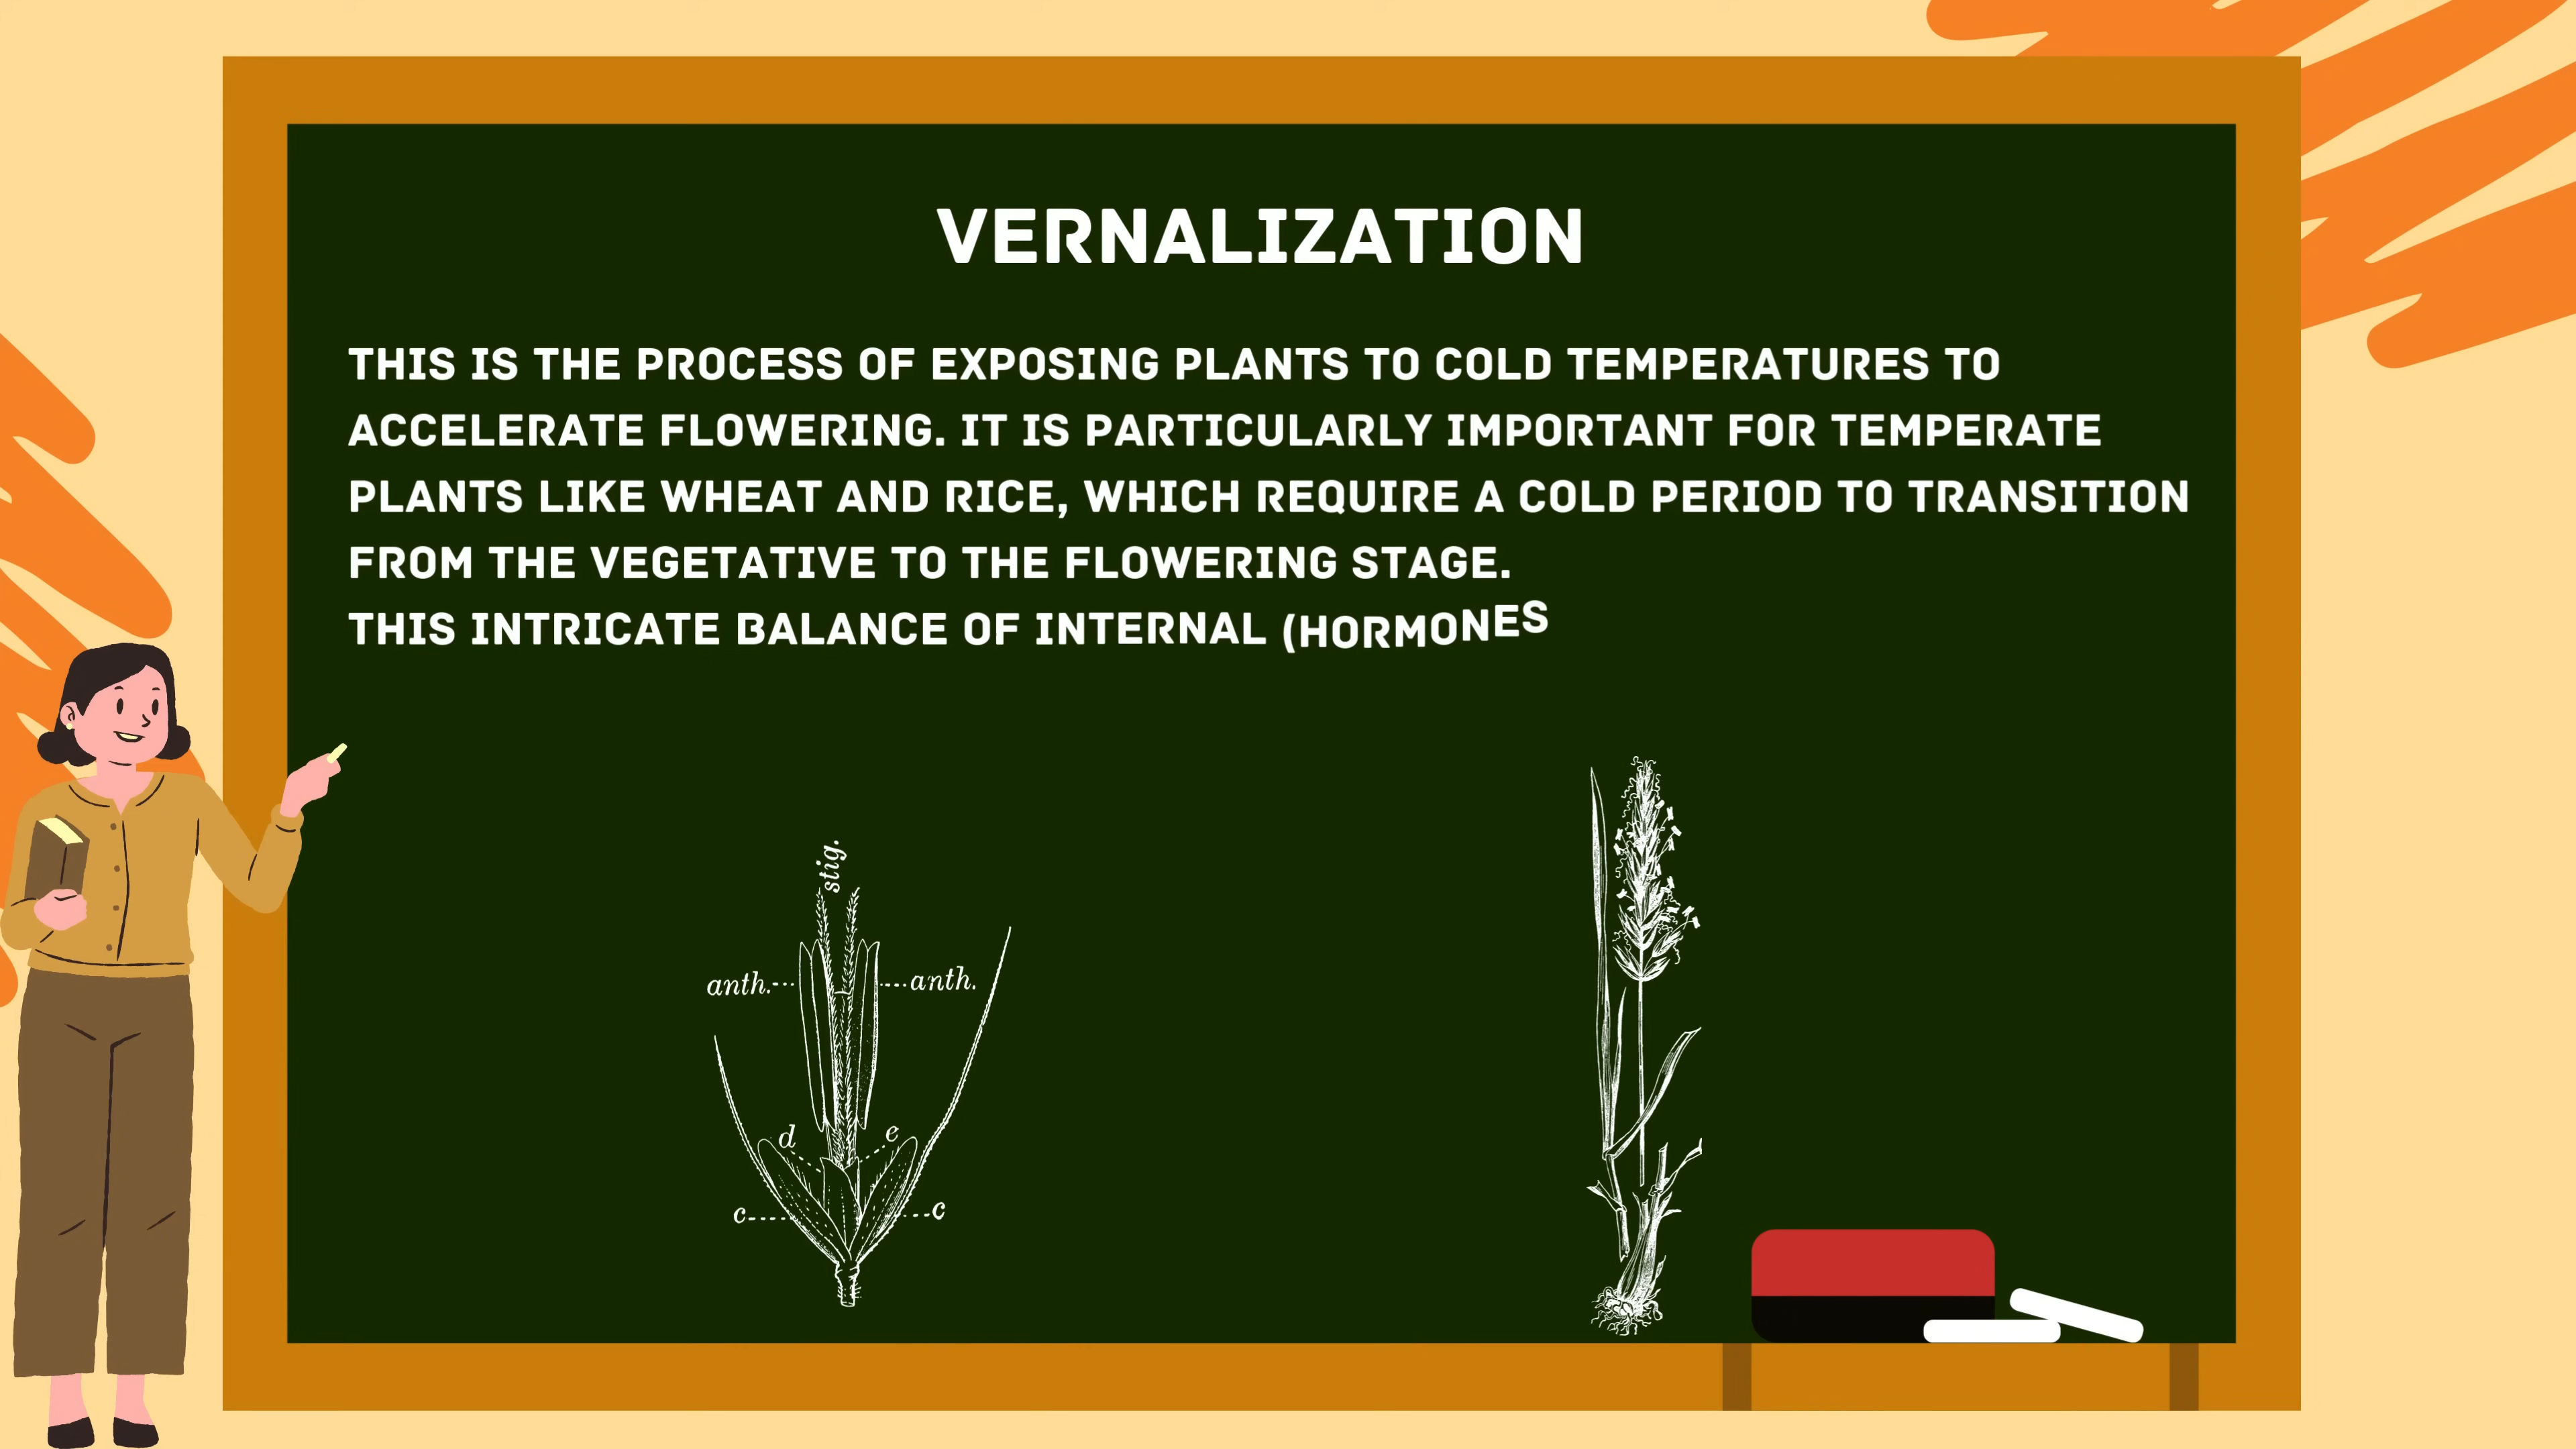 VERNALIZATION
THIS IS THE PROCESS OF EXPOSING PLANTS TO COLD TEMPERATURES TO
ACCELERATE FLOWERING. IT IS PARTICULARLY IMPORTANT FOR TEMPERATE
PLANTS LIKE WHEAT AND RICE, WHICH REQUIRE A COLD PERIOD TO TRANSITION
FROM THE VEGETATIVE TO THE FLOWERING STAGE.
THIS INTRICATE BALANCE OF INTERNAL (HORMONES
stig.
anth. anth.
d e
c c